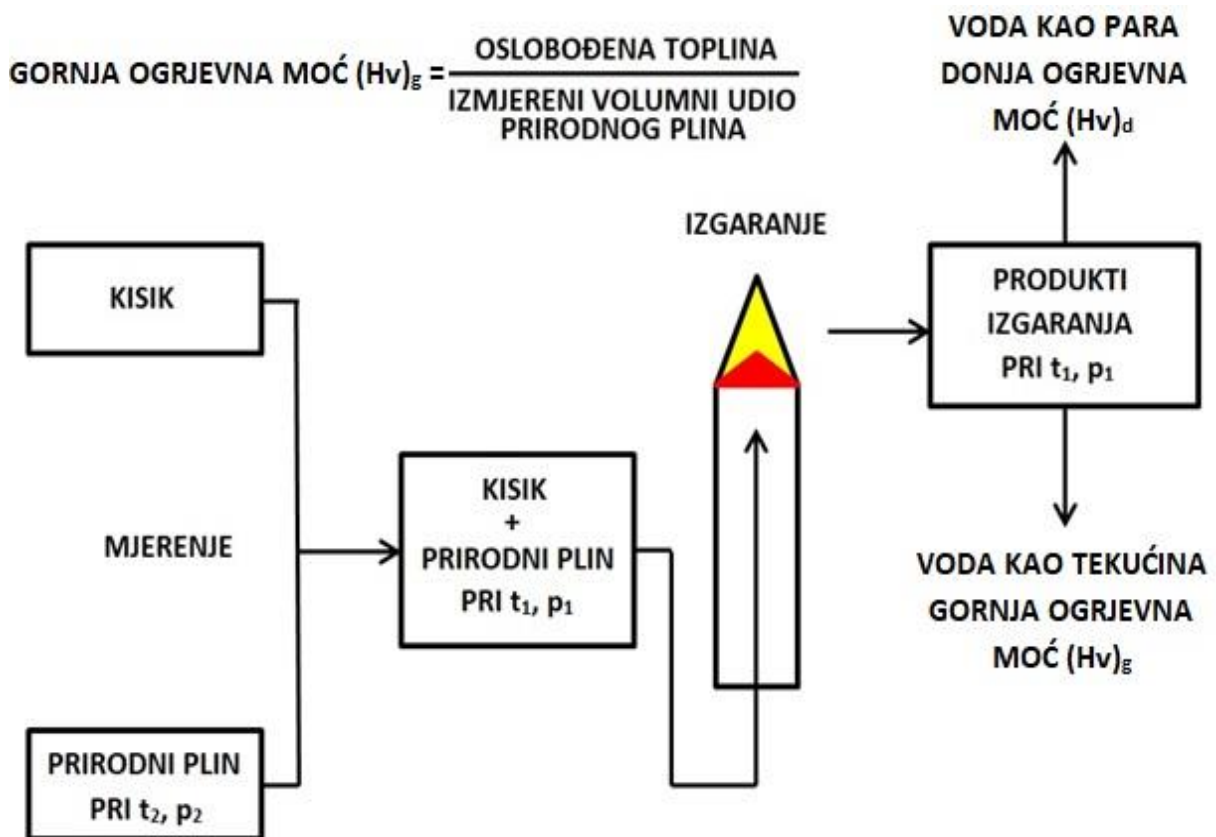 GORNJA OGRJEVNA MOĆ (Hv)g = OSLOBOĐENA TOPLINA
IZMJERENI VOLUMNI UDIO
PRIRODNOG PLINA
VODA KAO PARA
DONJA OGRJEVNA
MOĆ (Hv)d
IZGARANJE
KISIK
PRODUKTI
IZGARANJA
PRI t1, p1
MJERENJE
KISIK
+
PRIRODNI PLIN
PRI t1, p1
VODA KAO TEKUĆINA
GORNJA OGRJEVNA
MOĆ (Hv)g
PRIRODNI PLIN
PRI t2, p2